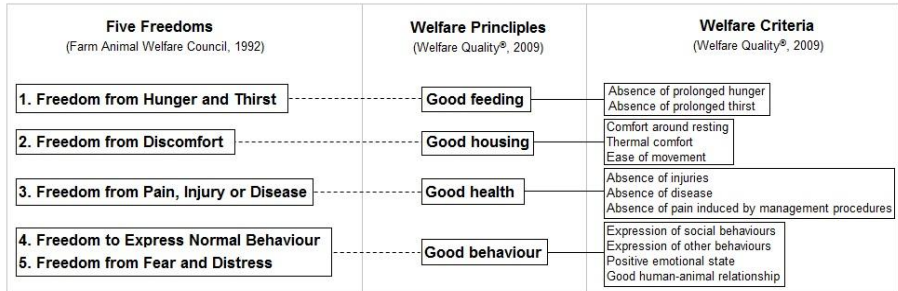 Five Freedoms
(Farm Animal Welfare Council, 1992)
Welfare Princliples
(Welfare Quality®, 2009)
Welfare Criteria
(Welfare Quality®, 2009)
1. Freedom from Hunger and Thirst
Good feeding
Absence of prolonged hunger
Absence of prolonged thirst
2. Freedom from Discomfort
Good housing
Comfort around resting
Thermal comfort
Ease of movement
3. Freedom from Pain, Injury or Disease
Good health
Absence of injuries
Absence of disease
Absence of pain induced by management procedures
4. Freedom to Express Normal Behaviour
5. Freedom from Fear and Distress
Good behaviour
Expression of social behaviours
Expression of other behaviours
Positive emotional state
Good human-animal relationship